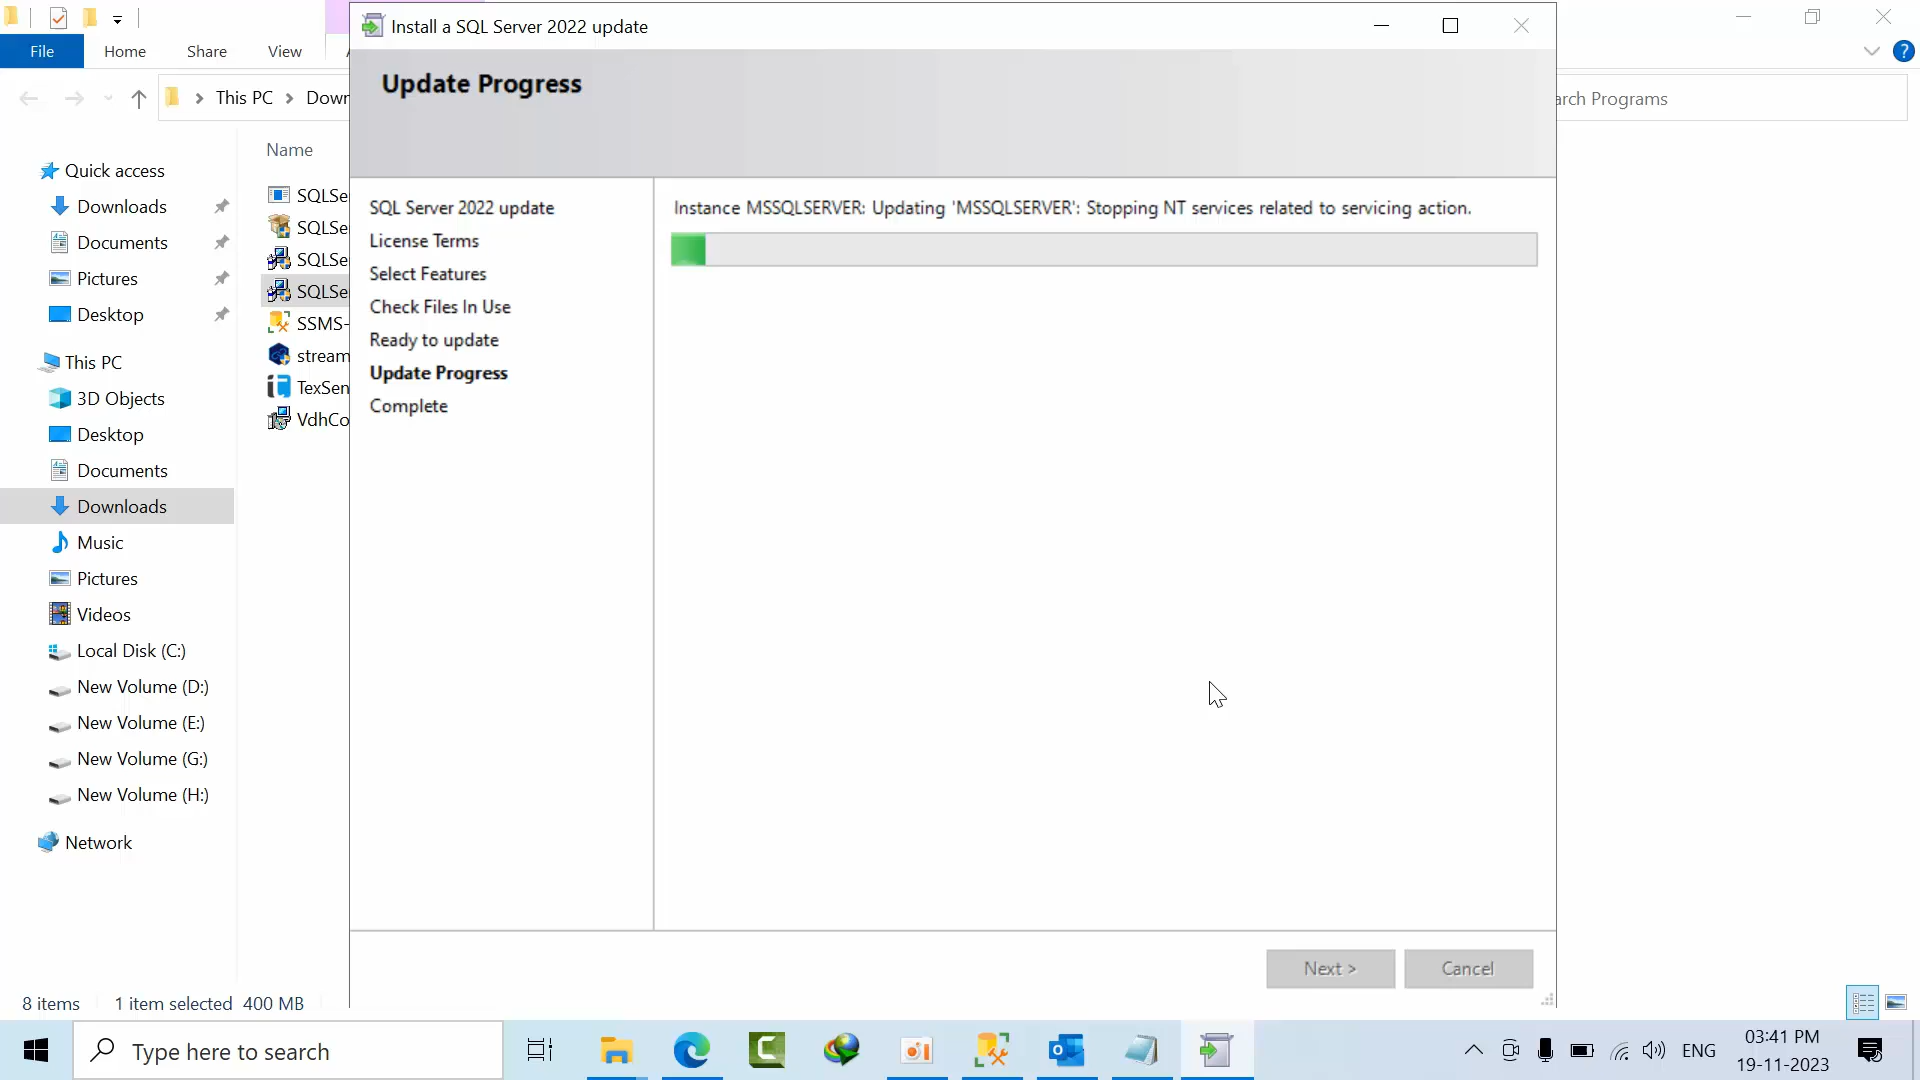 Install a SQL Server 2022 update
File
Home
Share
View
Update Progress
This PC
Down
arch Programs
Name
Quick access
Downloads
Documents
Pictures
Desktop
This PC
3D Objects
Desktop
Documents
Downloads
Music
Pictures
Videos
Local Disk (C:)
New Volume (D:)
New Volume (E:)
New Volume (G:)
New Volume (H:)
Network
SQLSe
SQLSe
SQLSe
SQLSe
SSMS-
stream
TexSen
VdhCo
SQL Server 2022 update
License Terms
Select Features
Check Files In Use
Ready to update
Update Progress
Complete
Instance MSSQLSERVER: Updating 'MSSQLSERVER': Stopping NT services related to servicing action.
Next >
Cancel
8 items
1 item selected 400 MB
Type here to search
ENG
03:41 PM
19-11-2023